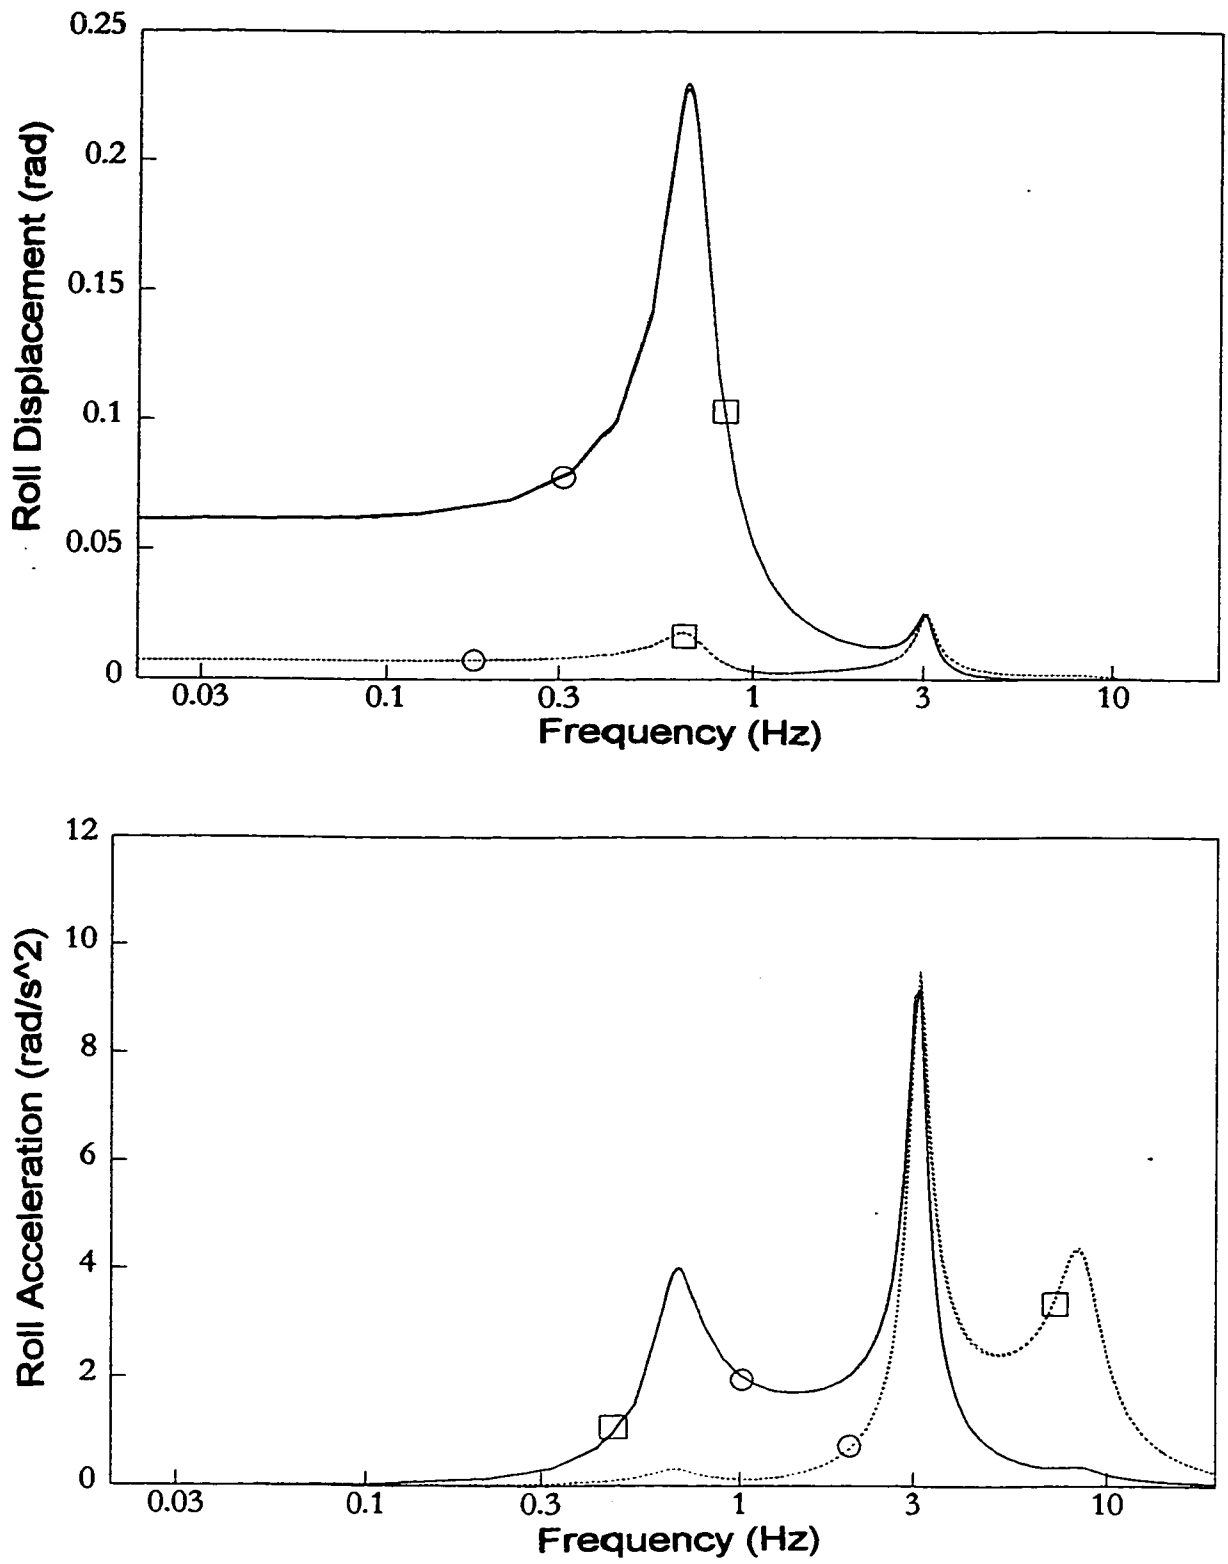 0.25
0.2
0.15
0.1
0.05
0
Roll Displacement (rad)
0.03 0.1 0.3 1 3 10
Frequency (Hz)
12
10
8
6
4
2
0
Roll Acceleration (rad/s^2)
0.03 0.1 0.3 1 3 10
Frequency (Hz)